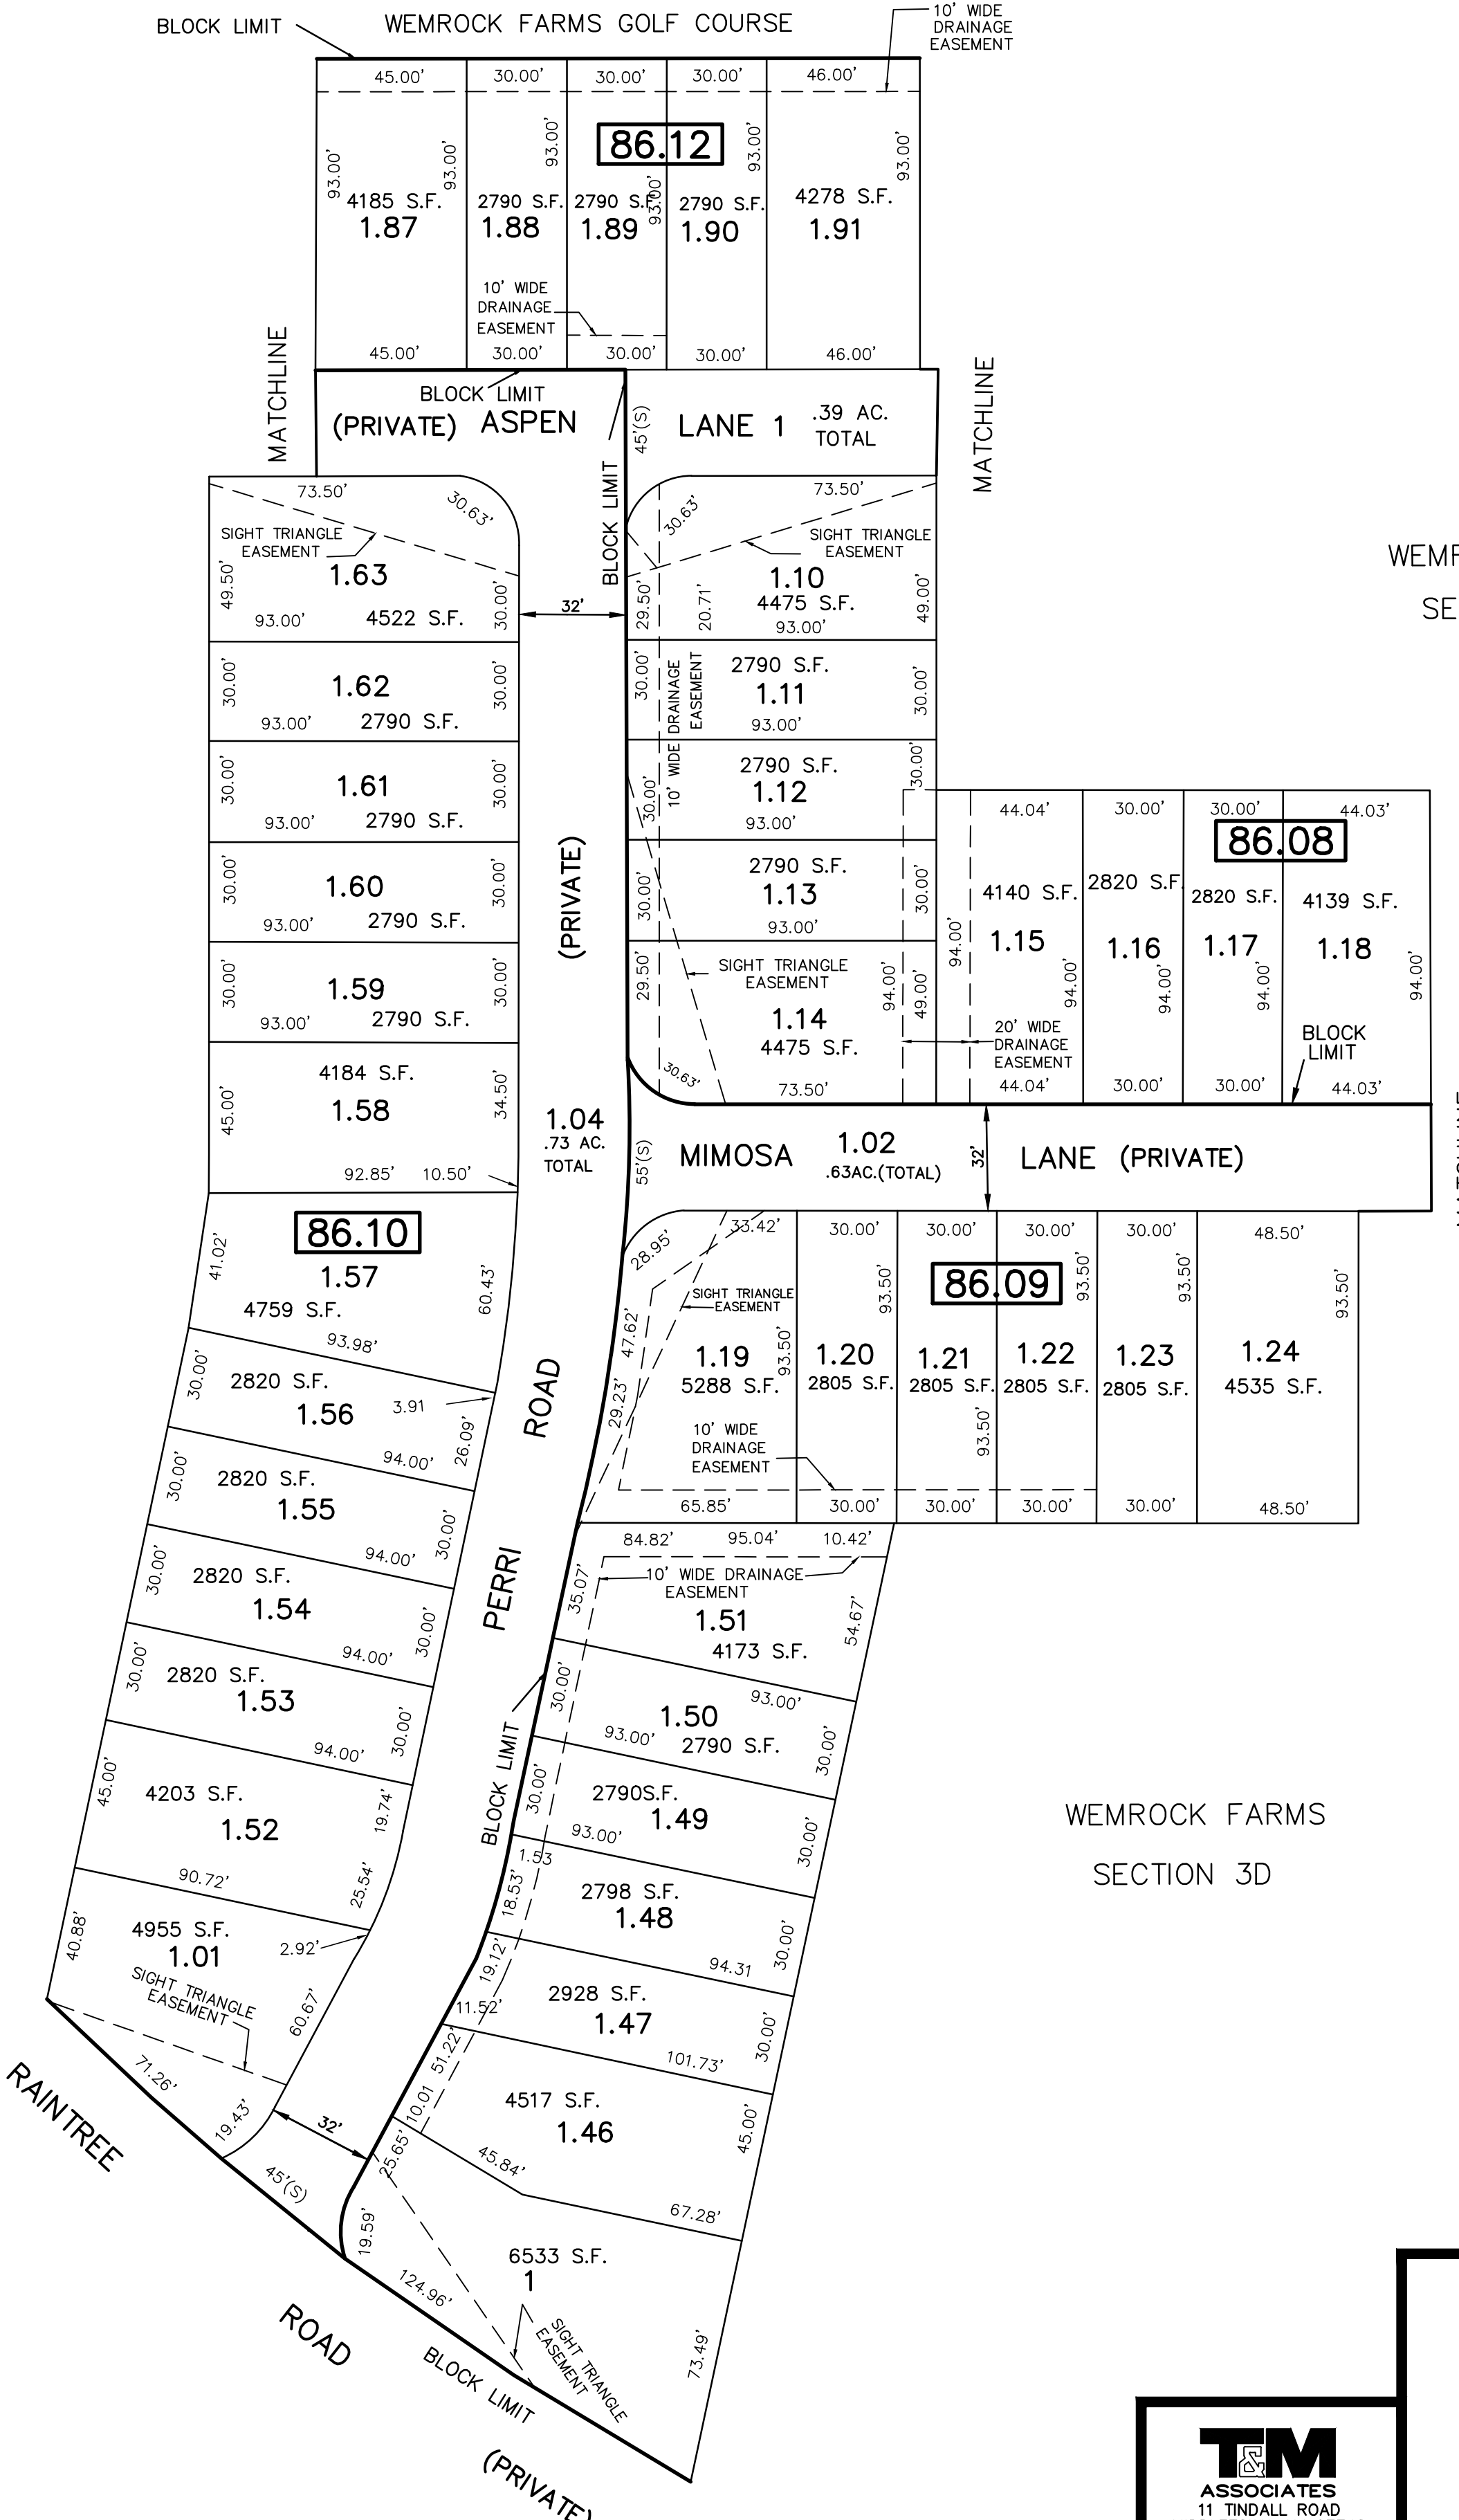 BLOCK LIMIT
WEMROCK FARMS GOLF COURSE
10' WIDE
DRAINAGE
EASEMENT
45.00' 30.00' 30.00' 30.00' 46.00'
86.12
93.00' 93.00' 93.00' 93.00' 93.00' 93.00'
4185 S.F. 2790 S.F. 2790 S.F. 2790 S.F. 4278 S.F.
1.87 1.88 1.89 1.90 1.91
10' WIDE
DRAINAGE
EASEMENT
45.00' 30.00' 30.00' 30.00' 46.00'
MATCHLINE
MATCHLINE
BLOCK LIMIT
(PRIVATE) ASPEN LANE 1
45'(S)
.39 AC.
TOTAL
BLOCK LIMIT
73.50'
30.63'
SIGHT TRIANGLE
EASEMENT
1.63
49.50'
30.00'
93.00' 4522 S.F.
32'
30.63'
73.50'
SIGHT TRIANGLE
EASEMENT
1.10
4475 S.F.
29.50'
20.71'
49.00'
93.00'
WEMR
SE
30.00'
1.62
30.00'
93.00' 2790 S.F.
30.00'
10' WIDE DRAINAGE
EASEMENT
2790 S.F.
1.11
93.00'
30.00'
30.00'
1.61
30.00'
93.00' 2790 S.F.
30.00'
2790 S.F.
1.12
93.00'
30.00'
30.00'
1.60
30.00'
93.00' 2790 S.F.
(PRIVATE)
30.00'
2790 S.F.
1.13
93.00'
30.00'
44.04' 30.00' 30.00' 44.03'
86.08
4140 S.F. 2820 S.F. 2820 S.F. 4139 S.F.
1.15 1.16 1.17 1.18
94.00' 94.00' 94.00' 94.00' 94.00' 94.00'
30.00'
1.59
30.00'
93.00' 2790 S.F.
29.50'
SIGHT TRIANGLE
EASEMENT
1.14
4475 S.F.
49.00'
30.63'
73.50'
20' WIDE
DRAINAGE
EASEMENT
BLOCK
LIMIT
44.04' 30.00' 30.00' 44.03'
4184 S.F.
1.58
45.00'
34.50'
92.85' 10.50'
1.04
.73 AC.
TOTAL
55'(S)
MIMOSA 1.02 LANE (PRIVATE)
.63AC.(TOTAL)
32'
86.10
41.02'
1.57
4759 S.F.
60.43'
93.98'
28.95'
33.42' 30.00' 30.00' 30.00' 30.00' 48.50'
86.09
93.50' 93.50' 93.50' 93.50' 93.50' 93.50'
SIGHT TRIANGLE
EASEMENT
47.62'
29.23'
1.19 1.20 1.21 1.22 1.23 1.24
5288 S.F. 2805 S.F. 2805 S.F. 2805 S.F. 2805 S.F. 4535 S.F.
10' WIDE
DRAINAGE
EASEMENT
65.85' 30.00' 30.00' 30.00' 30.00' 48.50'
PERRI ROAD
30.00'
2820 S.F.
1.56
3.91
26.09'
94.00'
30.00'
2820 S.F.
1.55
30.00'
94.00'
30.00'
2820 S.F.
1.54
30.00'
94.00'
30.00'
2820 S.F.
1.53
30.00'
94.00'
84.82' 95.04' 10.42'
10' WIDE DRAINAGE
EASEMENT
35.07'
1.51
4173 S.F.
54.67'
93.00'
30.00'
1.50
2790 S.F.
93.00'
30.00'
BLOCK LIMIT
30.00'
2790S.F.
1.49
93.00'
30.00'
WEMROCK FARMS
SECTION 3D
45.00'
4203 S.F.
1.52
19.74'
25.54'
90.72'
1.53
18.53'
2798 S.F.
1.48
94.31
30.00'
40.88'
4955 S.F.
1.01
2.92'
SIGHT TRIANGLE
EASEMENT
60.67'
71.26'
19.43'
19.12'
11.52'
2928 S.F.
1.47
101.73'
30.00'
51.22'
10.01
4517 S.F.
1.46
45.00'
45.84'
67.28'
32'
45'(S)
25.65'
19.59'
6533 S.F.
1
124.96'
SIGHT TRIANGLE
EASEMENT
73.49'
RAINTREE
ROAD
BLOCK LIMIT
(PRIVATE)
T&M
ASSOCIATES
11 TINDALL ROAD